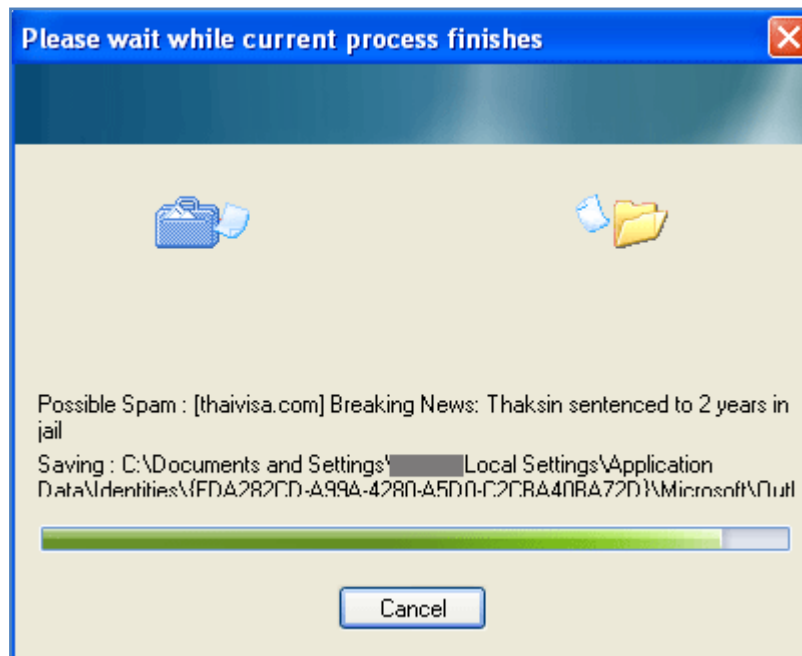 Please wait while current process finishes
Possible Spam : [thaivisa.com] Breaking News: Thaksin sentenced to 2 years in
jail
Saving : C:\Documents and Settings\ Local Settings\Application
Data\Identities\{FDA282CD-A99A-4280-A5D0-C2CBA40BA72D}\Microsoft\Outl
Cancel